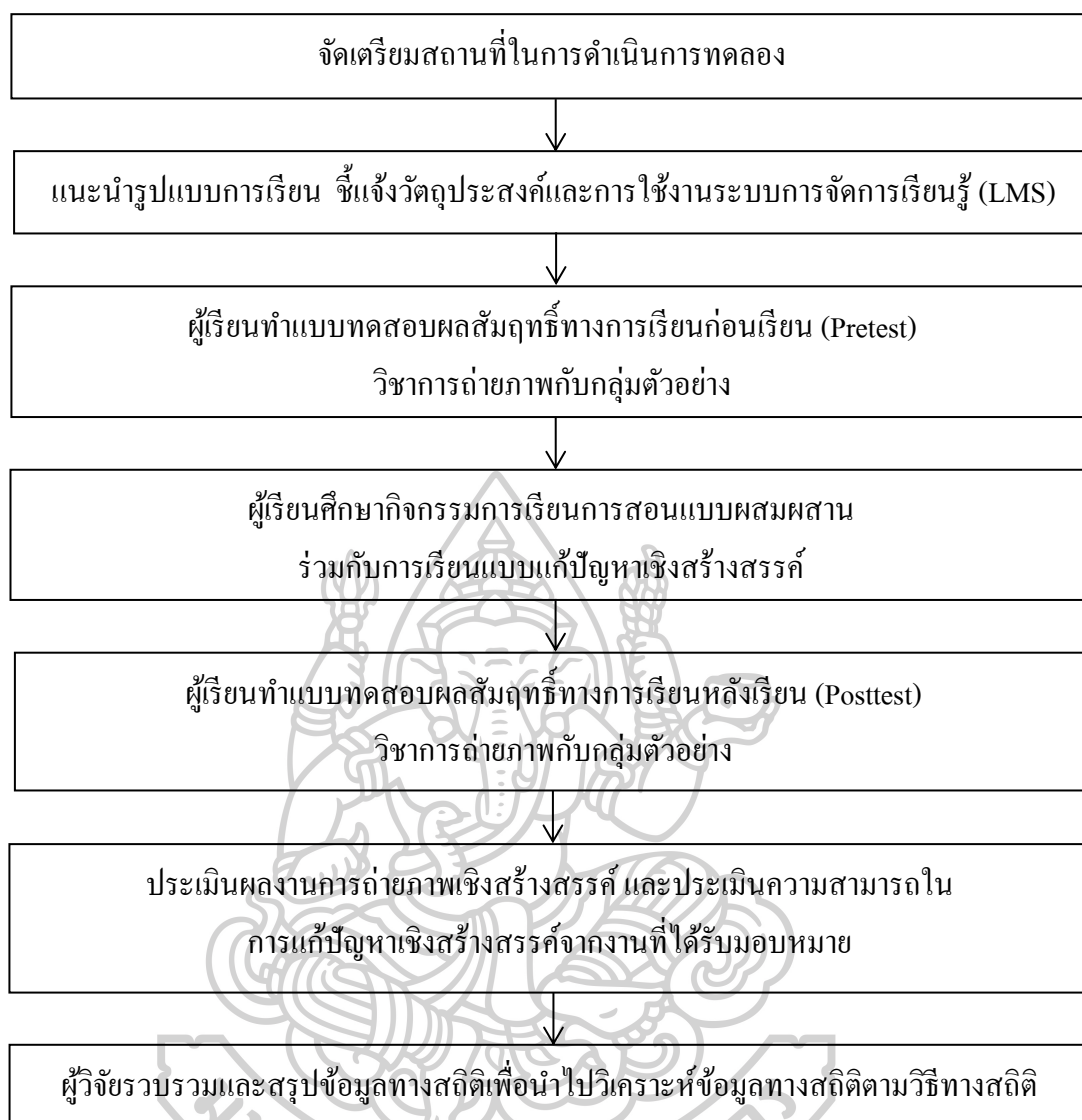 จัดเตรียมสถานที่ในการดำเนินการทดลอง
แนะนำรูปแบบการเรียน ชี้แจ้งวัตถุประสงค์และการใช้งานระบบการจัดการเรียนรู้ (LMS)
ผู้เรียนทำแบบทดสอบผลสัมฤทธิ์ทางการเรียนก่อนเรียน (Pretest)
วิชาการถ่ายภาพกับกลุ่มตัวอย่าง
ผู้เรียนศึกษากิจกรรมการเรียนการสอนแบบผสมผสาน
ร่วมกับการเรียนแบบแก้ปัญหาเชิงสร้างสรรค์
ผู้เรียนทำแบบทดสอบผลสัมฤทธิ์ทางการเรียนหลังเรียน (Posttest)
วิชาการถ่ายภาพกับกลุ่มตัวอย่าง
ประเมินผลงานการถ่ายภาพเชิงสร้างสรรค์ และประเมินความสามารถใน
การแก้ปัญหาเชิงสร้างสรรค์จากงานที่ได้รับมอบหมาย
ผู้วิจัยรวบรวมและสรุปข้อมูลทางสถิติเพื่อนำไปวิเคราะห์ข้อมูลทางสถิติตามวิธีทางสถิติ